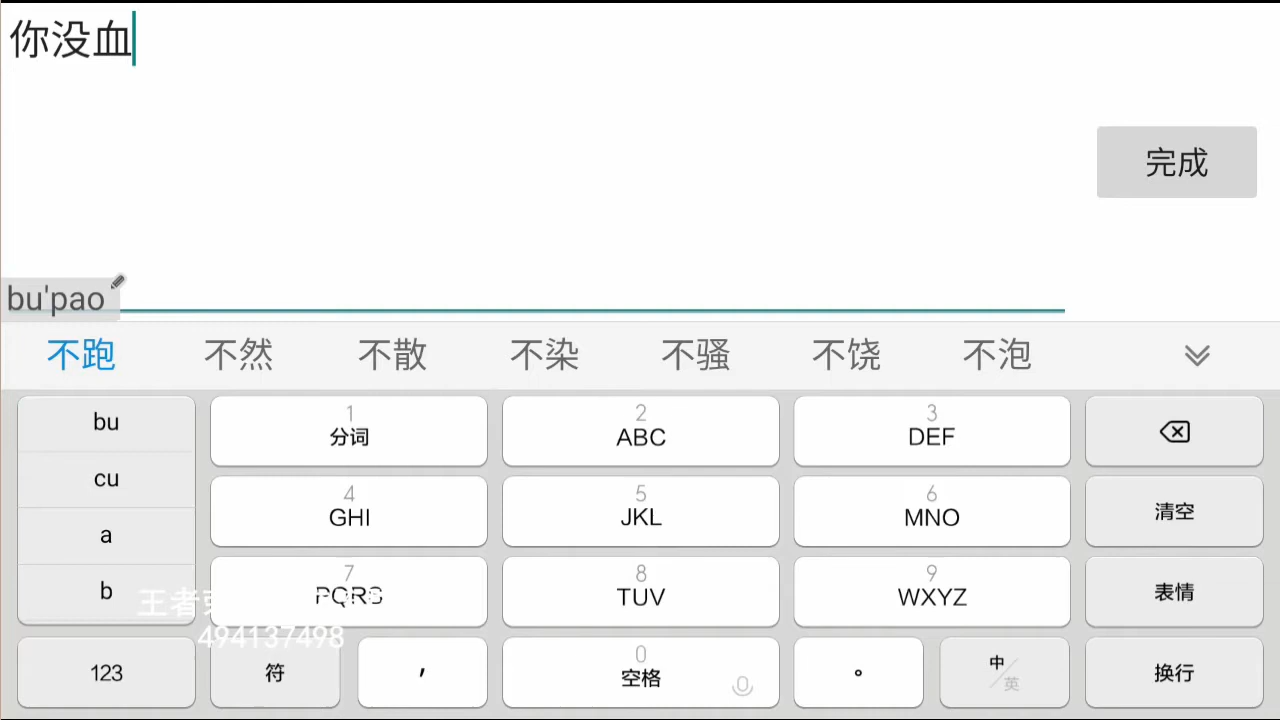 你没血
完成
bu'pao
不跑 不然 不散 不染 不骚 不饶 不泡
bu
cu
a
b
1
分词
2
ABC
3
DEF
4
GHI
5
JKL
6
MNO
清空
7
PQRS
8
TUV
9
WXYZ
表情
王者
494137498
123
符
，
0
空格
。
中/英
换行